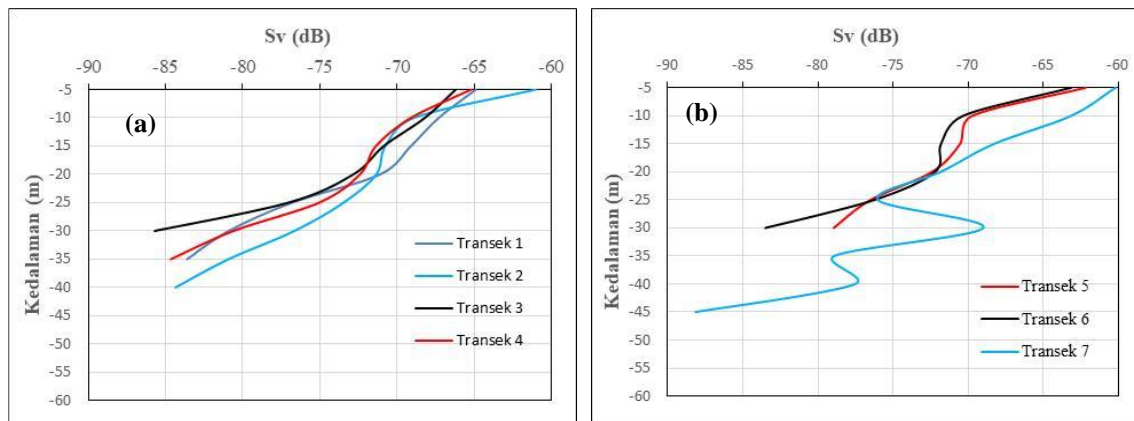 Sv (dB)
-90 -85 -80 -75 -70 -65 -60
-5
-10
-15
-20
-25
-30
-35
-40
-45
-50
-55
-60
Kedalaman (m)
(a)
Transek 1
Transek 2
Transek 3
Transek 4
Sv (dB)
-90 -85 -80 -75 -70 -65 -60
-5
-10
-15
-20
-25
-30
-35
-40
-45
-50
-55
-60
Kedalaman (m)
(b)
Transek 5
Transek 6
Transek 7